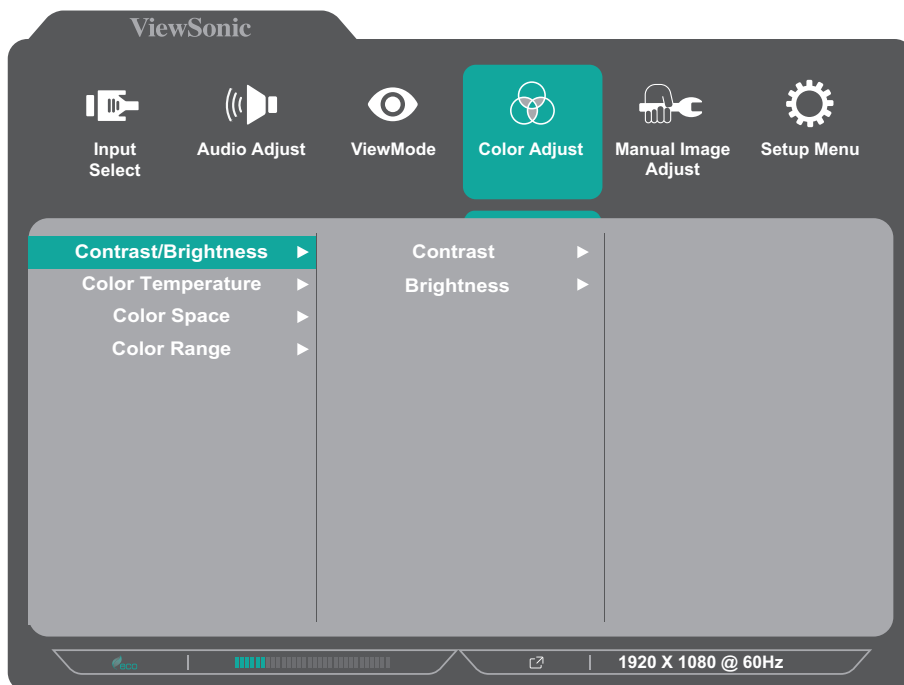 ViewSonic
Input
Select
Audio Adjust
ViewMode
Color Adjust
Manual Image
Adjust
Setup Menu
Contrast/Brightness
Color Temperature
Color Space
Color Range
Contrast
Brightness
eco
1920 X 1080 @ 60Hz